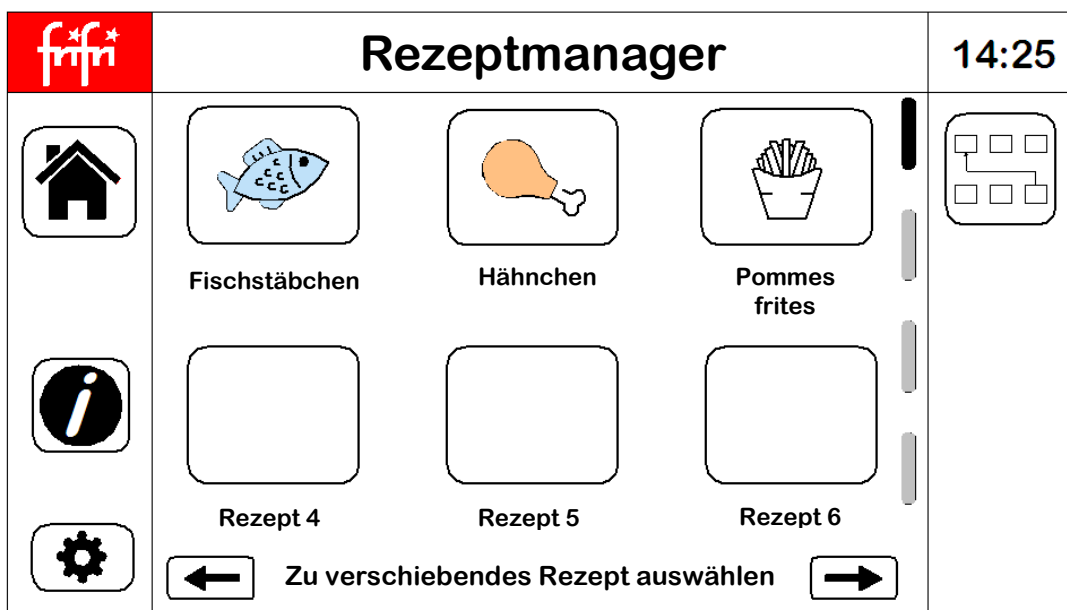 frifri
Rezeptmanager
14:25
Fischstäbchen
Hähnchen
Pommes
frites
i
Rezept 4
Rezept 5
Rezept 6
Zu verschiebendes Rezept auswählen